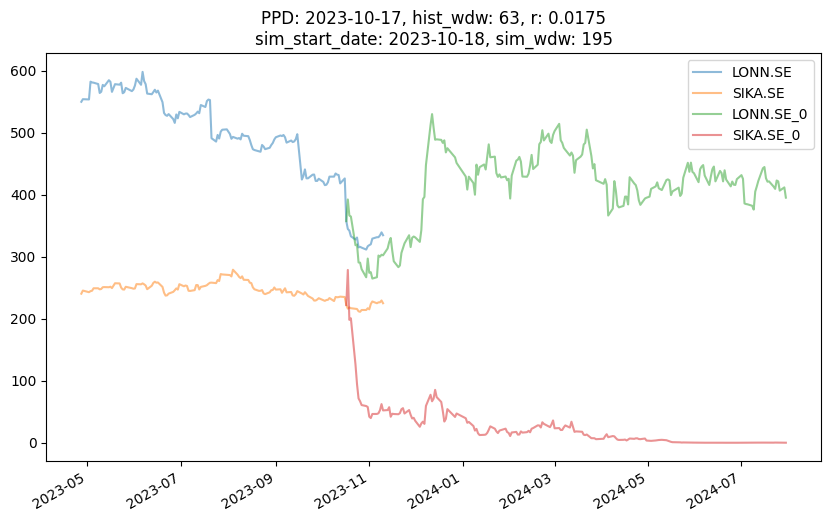 PPD: 2023-10-17, hist_wdw: 63, r: 0.0175
sim_start_date: 2023-10-18, sim_wdw: 195
LONN.SE
SIKA.SE
LONN.SE_0
SIKA.SE_0
600
500
400
300
200
100
0
2023-05
2023-07
2023-09
2023-11
2024-01
2024-03
2024-05
2024-07